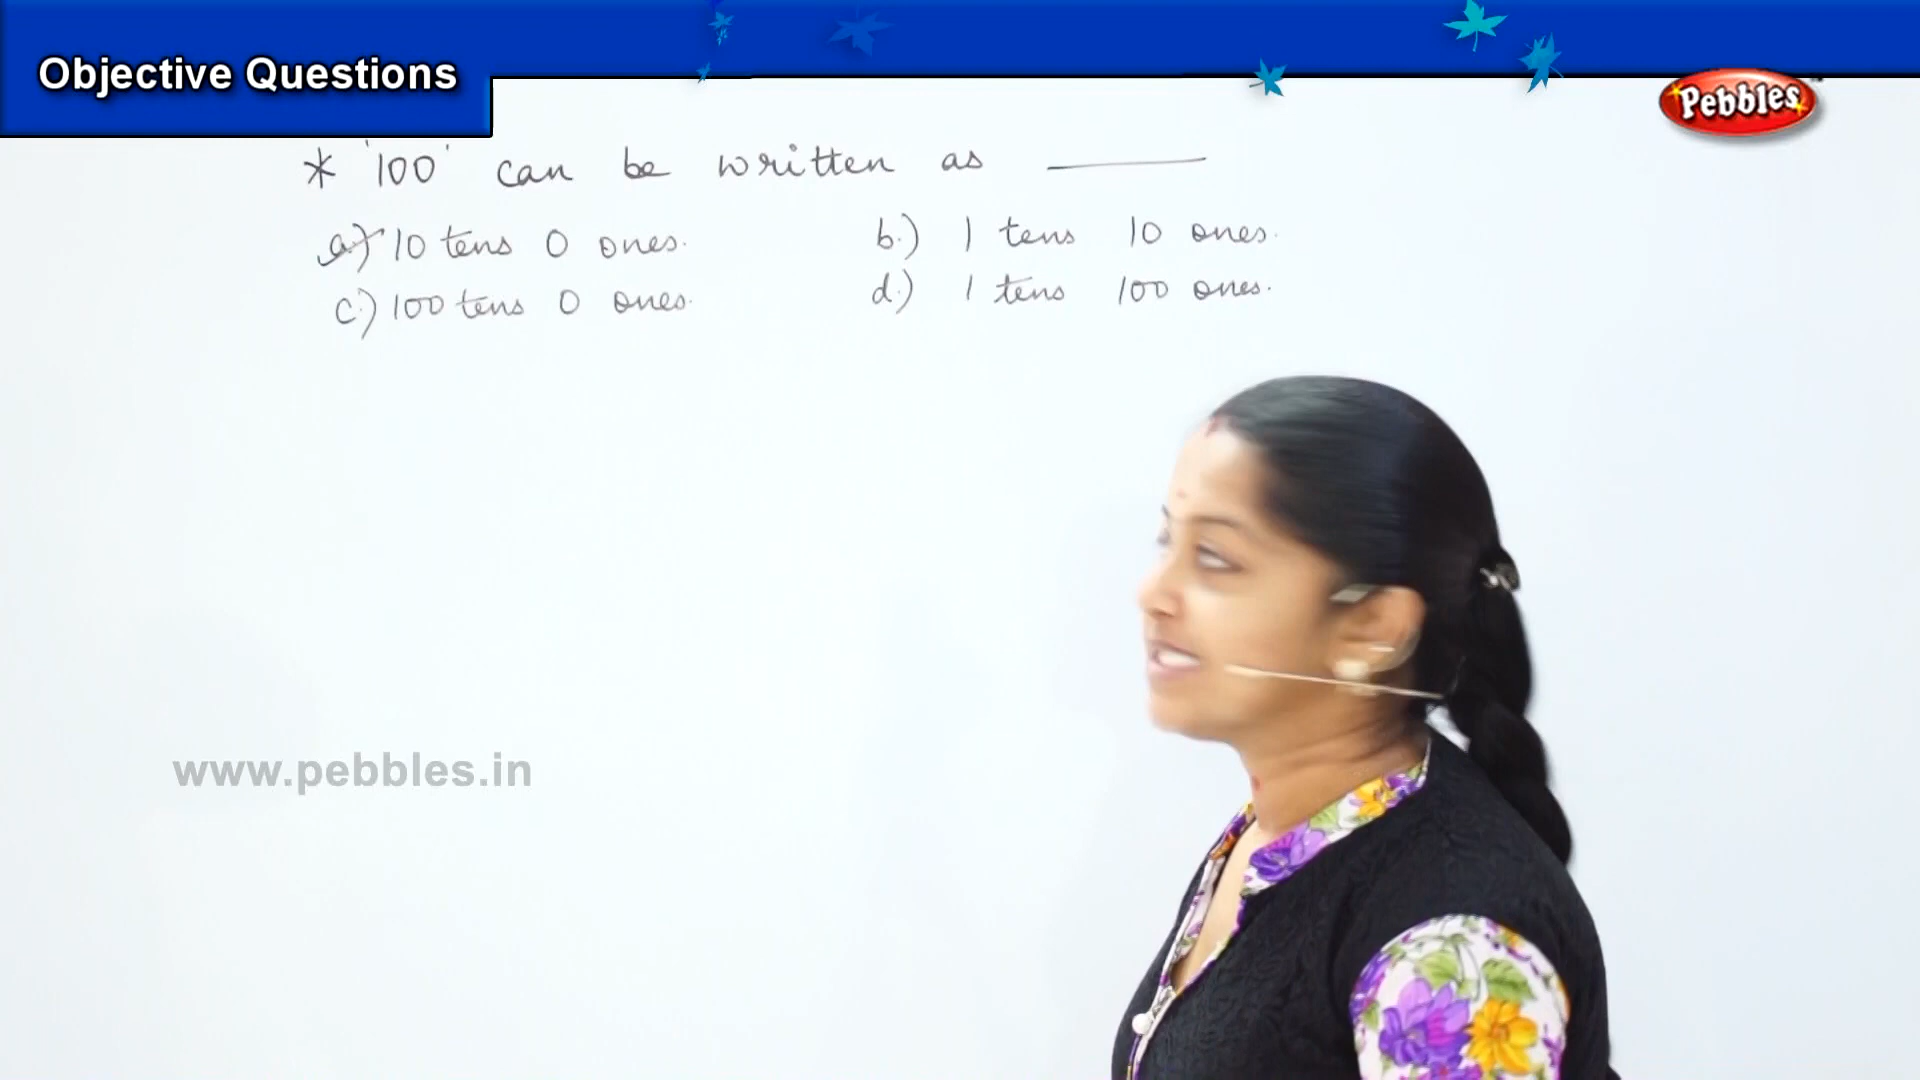 Objective Questions
Pebbles
* '100' can be written as ———
a.) 10 tens 0 ones.
b.) 1 tens 10 ones.
c.) 100 tens 0 ones.
d.) 1 tens 100 ones.
www.pebbles.in